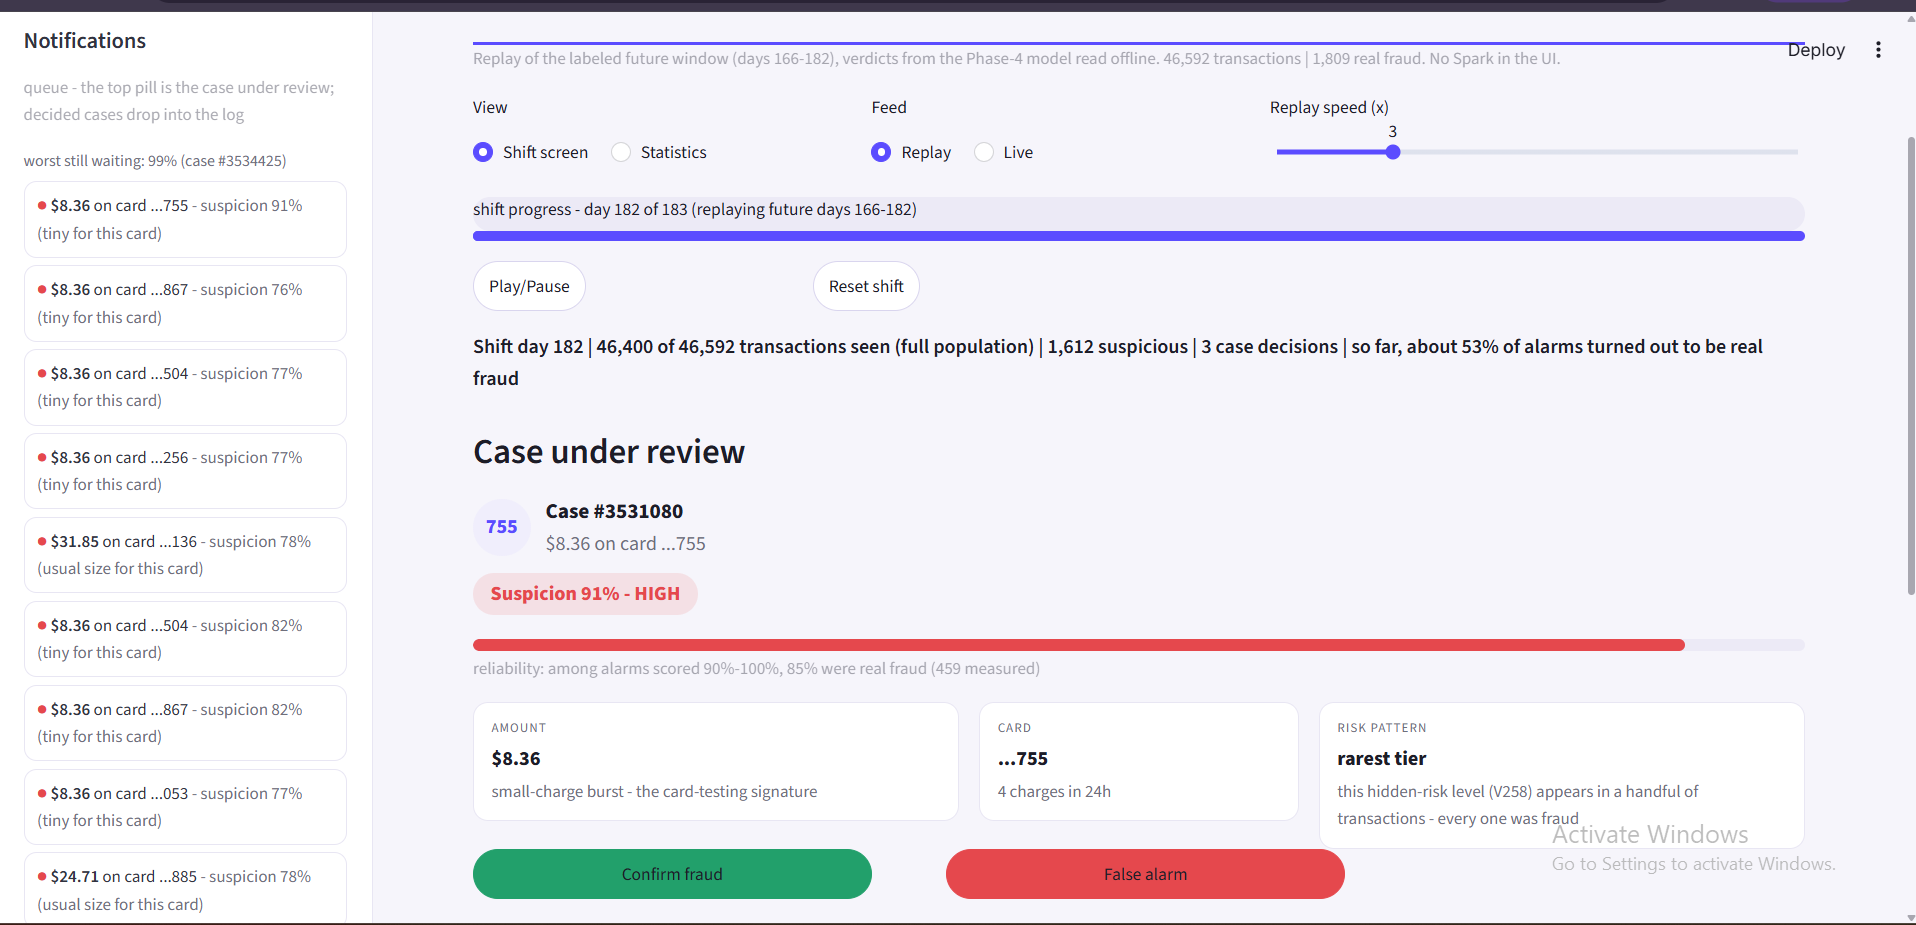 Notifications
queue - the top pill is the case under review;
decided cases drop into the log
worst still waiting: 99% (case #3534425)
$8.36 on card ...755 - suspicion 91%
(tiny for this card)
$8.36 on card ...867 - suspicion 76%
(tiny for this card)
$8.36 on card ...504 - suspicion 77%
(tiny for this card)
$8.36 on card ...256 - suspicion 77%
(tiny for this card)
$31.85 on card ...136 - suspicion 78%
(usual size for this card)
$8.36 on card ...504 - suspicion 82%
(tiny for this card)
$8.36 on card ...867 - suspicion 82%
(tiny for this card)
$8.36 on card ...053 - suspicion 77%
(tiny for this card)
$24.71 on card ...885 - suspicion 78%
(usual size for this card)
Deploy
Replay of the labeled future window (days 166-182), verdicts from the Phase-4 model read offline. 46,592 transactions | 1,809 real fraud. No Spark in the UI.
View
Shift screen
Statistics
Feed
Replay
Live
Replay speed (x)
3
shift progress - day 182 of 183 (replaying future days 166-182)
Play/Pause
Reset shift
Shift day 182 | 46,400 of 46,592 transactions seen (full population) | 1,612 suspicious | 3 case decisions | so far, about 53% of alarms turned out to be real
fraud
Case under review
755
Case #3531080
$8.36 on card ...755
Suspicion 91% - HIGH
reliability: among alarms scored 90%-100%, 85% were real fraud (459 measured)
AMOUNT
$8.36
small-charge burst - the card-testing signature
CARD
...755
4 charges in 24h
RISK PATTERN
rarest tier
this hidden-risk level (V258) appears in a handful of
transactions - every one was fraud
Confirm fraud
False alarm
Activate Windows
Go to Settings to activate Windows.